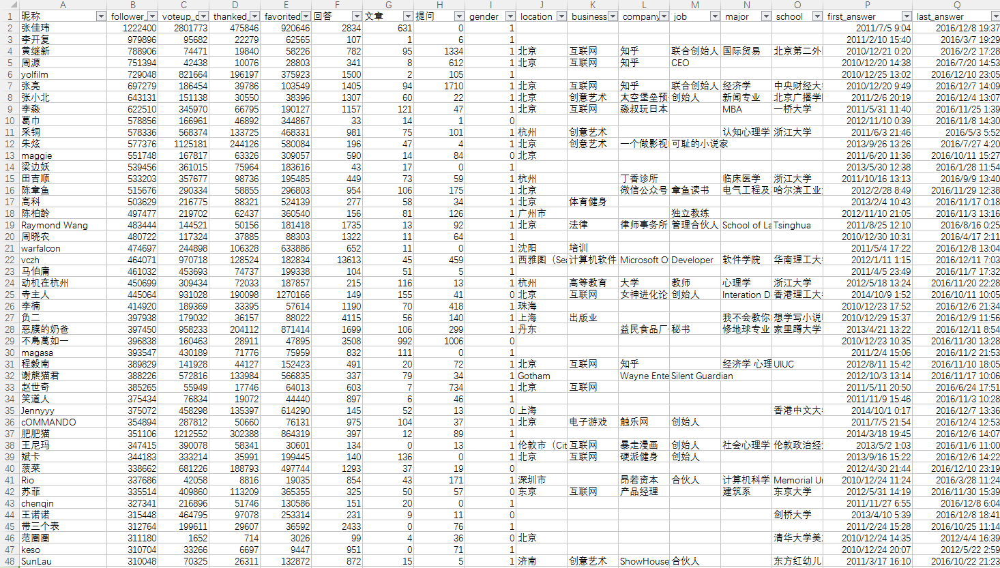 A B C D E F G H I J K L M N O P Q
1 昵称 follower_ voteup_c thanked_ favorited 回答 文章 提问 gender location business company job major school first_answer last_answer
2 张佳玮 1222400 2801773 475846 920646 2834 631 0 1 2011/7/5 9:04 2016/12/8 19:37
3 李开复 979896 95682 22279 62565 107 1 6 1 2011/2/10 15:40 2016/3/7 19:29
4 黄继新 788906 74471 19840 58226 782 95 1334 1 北京 互联网 知乎 联合创始人 国际贸易 北京第二外 2010/12/21 0:20 2016/2/2 17:28
5 周源 751394 42438 10076 28803 341 8 612 1 北京 互联网 知乎 CEO 2010/12/20 14:38 2016/7/20 14:53
6 yolfilm 729048 821664 196197 375923 1500 2 105 1 2010/12/25 13:02 2016/12/10 23:05
7 张亮 697279 186454 39786 103549 1405 94 1710 1 北京 互联网 知乎 联合创始人 经济学 中央财经大 2010/12/20 9:49 2016/12/7 14:09
8 张小北 643131 151138 30550 38396 1307 60 22 1 北京 创意艺术 太空堡垒预 创始人 新闻专业 北京广播学 2011/2/6 20:19 2016/12/4 13:07
9 李淼 622510 345970 66795 190127 1157 121 47 1 北京 互联网 淼叔玩日本 MBA 一桥大学 2011/5/31 11:40 2016/11/25 1:39
10 葛巾 578856 166961 46892 344867 33 14 1 0 2012/11/10 0:39 2016/11/8 14:30
11 采铜 578336 568374 133725 468331 981 75 101 1 杭州 创意艺术 认知心理学 浙江大学 2011/6/3 21:46 2016/5/3 5:52
12 朱炫 577376 1125181 244126 580084 196 47 4 1 北京 创意艺术 一个做影视 可耻的小说家 2013/9/26 13:26 2016/7/27 4:20
13 maggie 551748 167817 63326 309057 590 14 84 0 北京 2011/6/20 11:36 2016/10/11 15:27
14 梁边妖 539456 361015 75964 183616 43 17 0 1 2013/5/30 12:38 2016/1/28 11:54
15 田吉顺 533203 357677 98736 195485 449 73 59 1 杭州 丁香诊所 临床医学 浙江大学 2011/10/16 13:13 2016/9/9 13:40
16 陈章鱼 515676 290334 58855 296803 954 106 175 1 北京 微信公众号 章鱼读书 电气工程及 哈尔滨工业 2012/2/28 8:49 2016/11/29 12:38
17 高科 503629 216775 88321 524139 277 58 34 1 北京 体育健身 2013/2/4 10:43 2016/11/17 0:18
18 陈柏龄 497477 219702 62437 360540 156 81 126 1 广州市 独立教练 2012/11/10 21:05 2016/11/3 13:16
19 Raymond Wang 483444 144521 50156 181418 1735 13 92 1 北京 法律 律师事务所 管理合伙人 School of La Tsinghua 2011/8/25 12:10 2016/8/16 0:25
20 周晓农 480722 117324 37885 88303 1322 11 64 1 2010/12/30 10:31 2016/4/17 2:11
21 warfalcon 474697 244898 106328 633886 652 11 0 1 沈阳 培训 2011/5/4 17:22 2016/12/8 13:04
22 vczh 464071 970718 128524 182834 13613 45 459 1 西雅图（Sea 计算机软件 Microsoft O Developer 软件学院 华南理工大 2012/1/11 1:15 2016/12/11 7:03
23 马伯庸 461032 453693 74737 199338 104 51 5 1 2011/4/5 23:49 2016/11/7 17:32
24 动机在杭州 450699 309434 72033 187857 215 116 13 1 杭州 高等教育 大学 教师 心理学 浙江大学 2012/5/18 13:24 2016/11/20 22:28
25 寺主人 445064 931028 190098 1270166 149 155 41 0 北京 互联网 女神进化论 创始人 Interation D 香港理工大 2014/10/9 1:52 2016/10/11 10:05
26 李楠 414920 189369 33395 57614 1190 70 418 1 珠海 2010/12/23 17:52 2016/12/6 21:34
27 负二 397938 179032 36157 88022 4115 56 140 1 上海 出版业 我不会教你 想学写小说 2010/12/29 15:37 2016/12/9 11:56
28 恶膜的奶爸 397450 958233 204112 871414 1699 106 299 1 丹东 益民食品厂 秘书 修地球专业 家里蹲大学 2013/4/21 13:22 2016/12/11 8:54
29 不鳥萬如一 396838 160463 28911 47895 3508 992 1006 0 2010/12/23 10:35 2016/11/30 13:28
30 magasa 393547 430189 71776 75959 832 111 0 1 2011/2/4 15:06 2016/11/2 21:53
31 程毅南 389829 141928 44127 152423 491 20 72 1 北京 互联网 知乎 经济学 心理 UIUC 2012/8/11 15:42 2016/11/10 18:05
32 谢熊猫君 388226 572816 133984 566835 337 79 34 1 Gotham Wayne Ente Silent Guardian 2012/10/3 13:14 2016/11/17 10:06
33 赵世奇 385265 55949 17746 64013 603 7 734 1 北京 互联网 2011/5/11 20:50 2016/6/24 17:51
34 笑道人 375434 76834 19072 44440 897 6 46 1 2011/11/9 15:46 2016/11/3 10:28
35 Jennyyy 375072 458298 135397 614290 145 52 13 0 上海 香港中文大 2014/10/1 0:17 2016/12/7 13:36
36 cOMMANDO 354894 287812 50660 76131 975 104 37 1 北京 电子游戏 触乐网 创始人 2011/7/5 21:54 2016/12/4 12:53
37 肥肥猫 351106 1212552 302388 864319 397 12 89 1 2014/3/18 19:45 2016/12/6 14:07
38 王尼玛 347415 390078 58341 30601 134 0 13 1 伦敦市（Cit 互联网 暴走漫画 创始人 社会心理学 伦敦政治经 2013/5/2 1:03 2016/11/6 11:00
39 斌卡 344183 333214 35991 199445 140 136 0 1 北京 互联网 硬派健身 创始人 2013/9/16 15:22 2016/12/6 14:22
40 菠菜 338662 681226 188793 497744 1293 37 19 0 2012/4/30 21:44 2016/12/10 23:19
41 Rio 337686 42058 8816 19035 854 43 171 1 深圳市 昂若资本 合伙人 计算机科学 Memorial Un 2010/12/24 11:24 2016/3/28 11:24
42 苏菲 335514 409860 113209 365355 325 50 57 0 东京 互联网 产品经理 建筑系 东京大学 2012/5/31 14:19 2016/11/30 15:39
43 chenqin 327341 216896 51746 130586 151 20 0 1 2011/11/27 6:55 2016/12/8 6:04
44 王诺诺 315448 464795 97078 253314 231 9 11 0 剑桥大学 2013/4/10 5:39 2016/12/8 18:41
45 带三个表 312764 199611 29607 36592 2433 0 76 1 2011/2/24 15:28 2016/10/25 11:14
46 范圈圈 311180 1652 714 3026 99 4 36 0 北京 清华大学美 2010/12/24 14:35 2012/4/4 16:39
47 keso 310704 33266 6697 9447 951 0 71 1 2010/12/24 20:07 2012/5/22 2:59
48 SunLau 310048 70325 26311 132872 872 15 5 1 济南 创意艺术 ShowHouse 合伙人 东方红幼儿 2011/3/17 16:10 2016/10/22 21:23